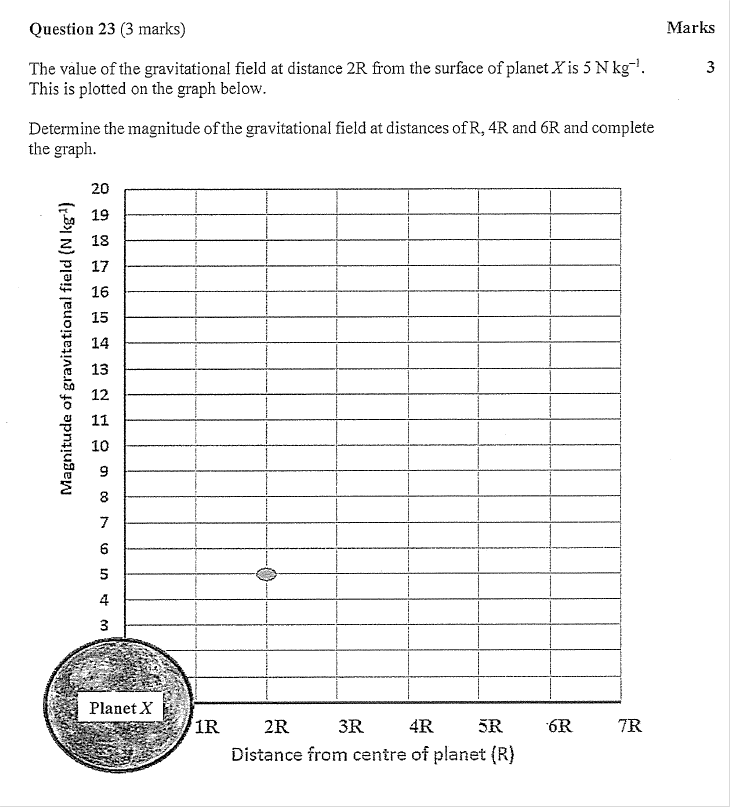 Question 23 (3 marks) Marks
The value of the gravitational field at distance 2R from the surface of planet X is 5 N kg⁻¹. 3
This is plotted on the graph below.
Determine the magnitude of the gravitational field at distances of R, 4R and 6R and complete
the graph.
Magnitude of gravitational field (N kg⁻¹)
20
19
18
17
16
15
14
13
12
11
10
9
8
7
6
5
4
3
Planet X
1R 2R 3R 4R 5R 6R 7R
Distance from centre of planet (R)